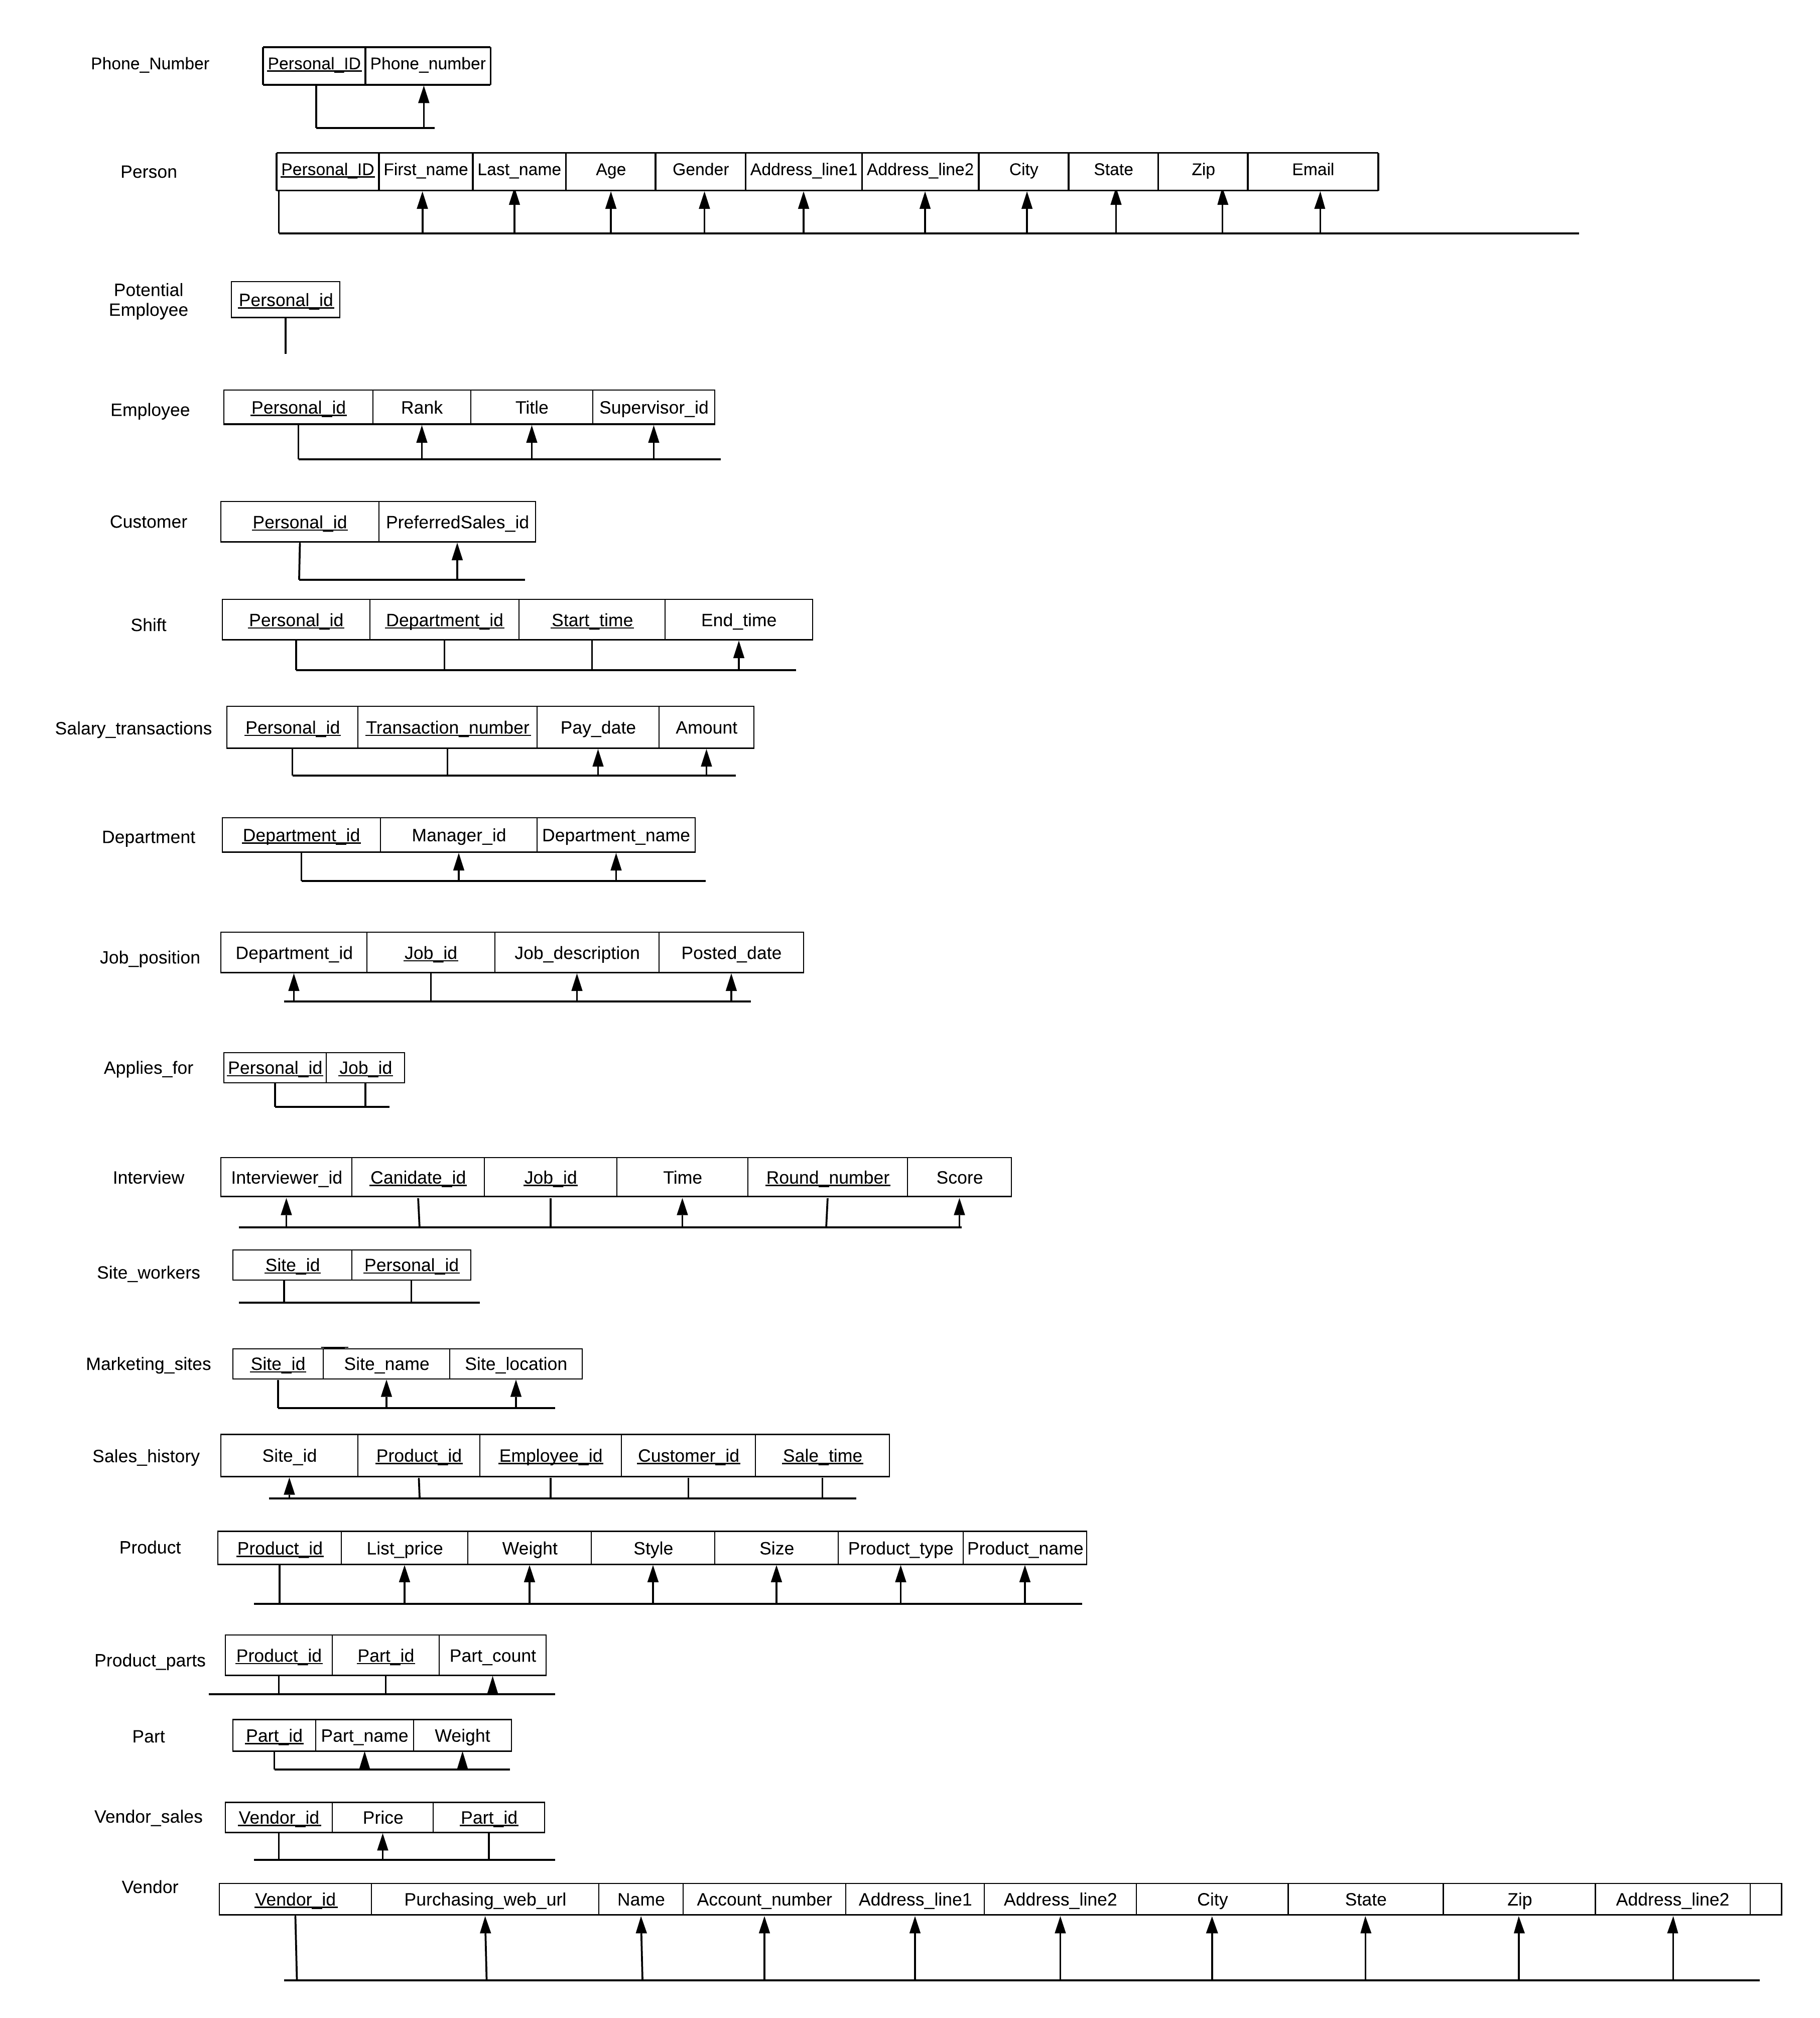 Phone_Number Personal_ID Phone_number
Person Personal_ID First_name Last_name Age Gender Address_line1 Address_line2 City State Zip Email
Potential
Employee
Personal_id
Employee Personal_id Rank Title Supervisor_id
Customer Personal_id PreferredSales_id
Shift Personal_id Department_id Start_time End_time
Salary_transactions Personal_id Transaction_number Pay_date Amount
Department Department_id Manager_id Department_name
Job_position Department_id Job_id Job_description Posted_date
Applies_for Personal_id Job_id
Interview Interviewer_id Canidate_id Job_id Time Round_number Score
Site_workers Site_id Personal_id
Marketing_sites Site_id Site_name Site_location
Sales_history Site_id Product_id Employee_id Customer_id Sale_time
Product Product_id List_price Weight Style Size Product_type Product_name
Product_parts Product_id Part_id Part_count
Part Part_id Part_name Weight
Vendor_sales Vendor_id Price Part_id
Vendor Vendor_id Purchasing_web_url Name Account_number Address_line1 Address_line2 City State Zip Address_line2